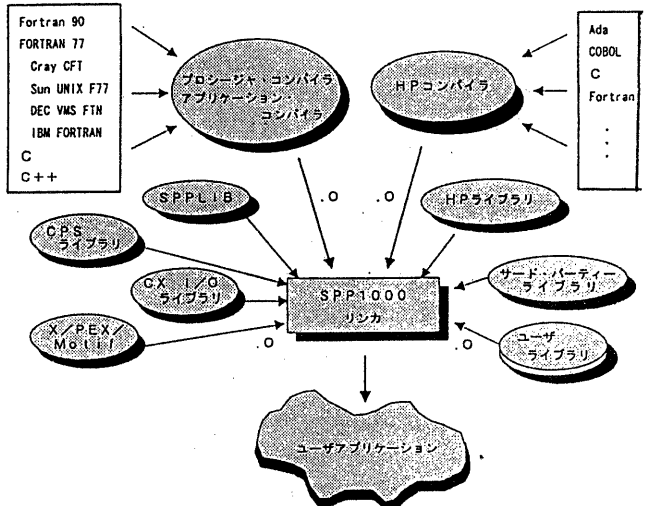 Fortran 90
FORTRAN 77
Cray CFT
Sun UNIX F77
DEC VMS FTN
IBM FORTRAN
C
C++
プロシージャ・コンパイラ
アプリケーション・
コンパイラ
HPコンパイラ
Ada
COBOL
C
Fortran
.
.
.
.O
.O
SPPLIB
HPライブラリ
CPS
ライブラリ
CX I/O
ライブラリ
X/PEX/
Motif
SPP1000
リンカ
サード・パーティー
ライブラリ
ユーザ
ライブラリ
.O
.O
ユーザアプリケーション